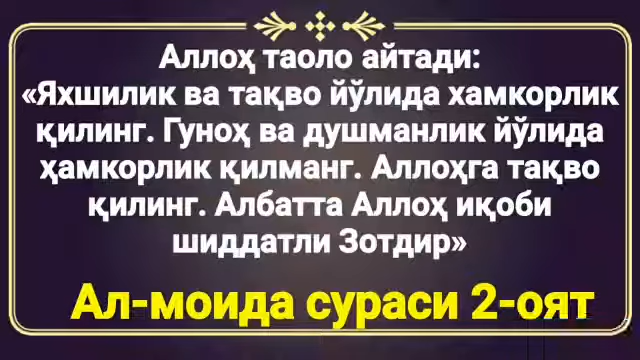 Аллоҳ таоло айтади:
«Яхшилик ва тақво йўлида хамкорлик
қилинг. Гуноҳ ва душманлик йўлида
ҳамкорлик қилманг. Аллоҳга тақво
қилинг. Албатта Аллоҳ иқоби
шиддатли Зотдир»
Ал-моида сураси 2-оят